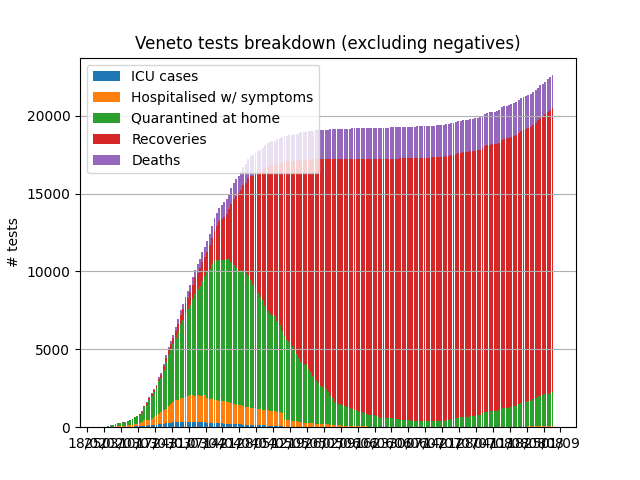 Veneto tests breakdown (excluding negatives)
ICU cases
Hospitalised w/ symptoms
Quarantined at home
Recoveries
Deaths
# tests
20000
15000
10000
5000
0